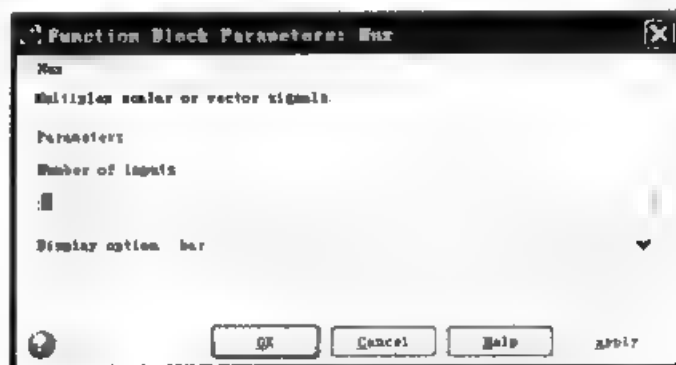 Function Block Parameters: Mux
Mux
Multiplex scalar or vector signals.
Parameters
Number of inputs
Display option bar
OK
Cancel
Help
Apply